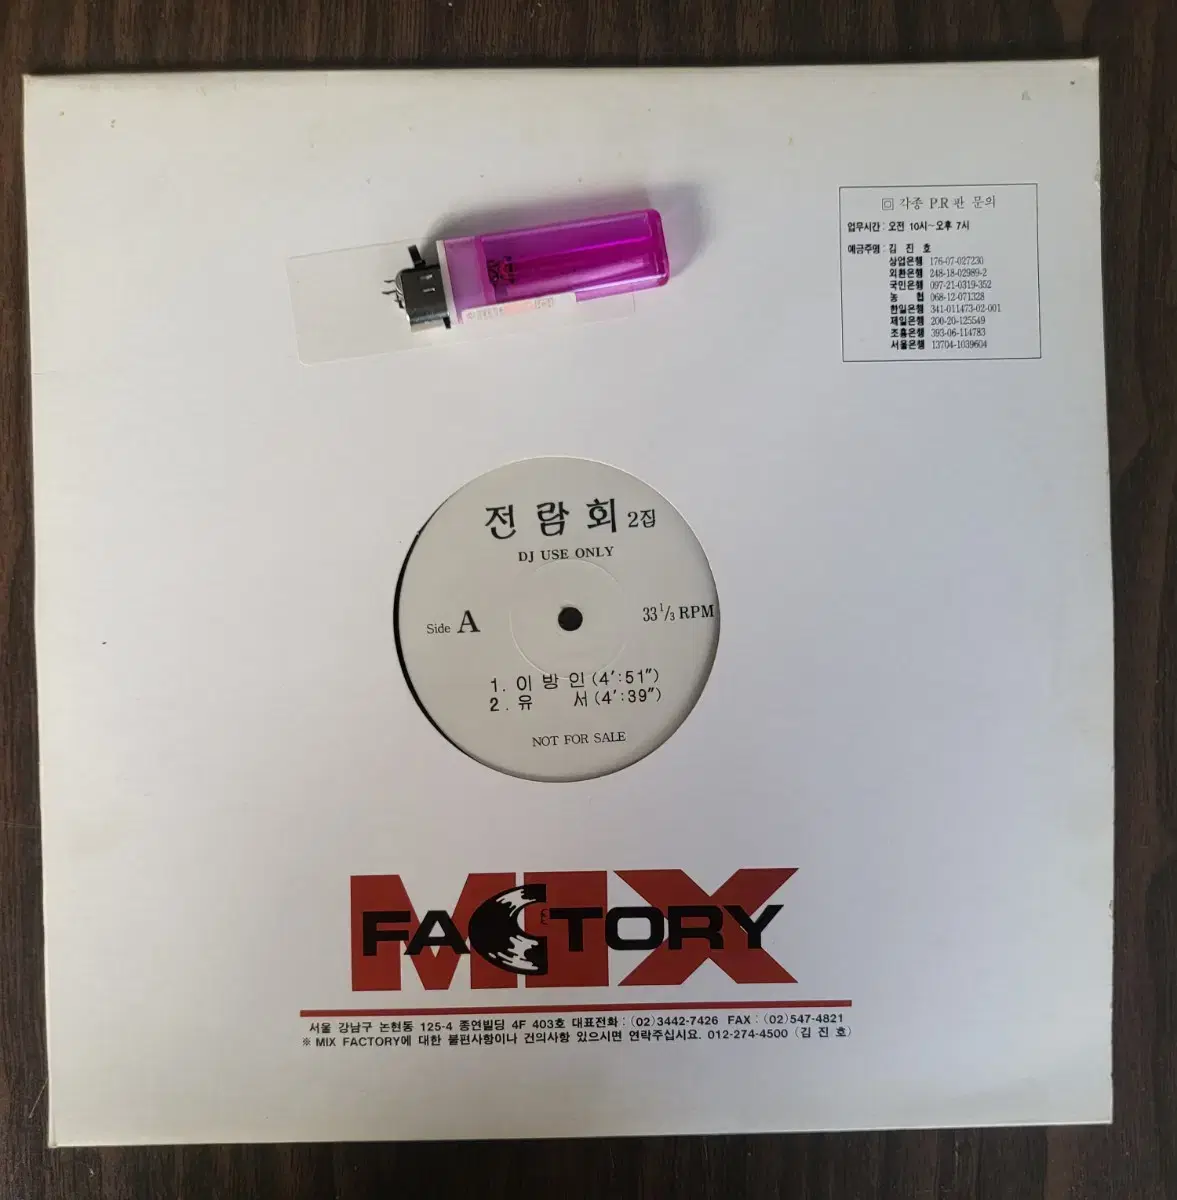 回 각종 P.R 판 문의
업무시간 : 오전 10시~오후 7시
예금주명 : 김 진 호
상업은행 176-07-027230
외환은행 248-18-02989-2
국민은행 097-21-0319-352
농 협 068-12-071328
한일은행 341-011473-02-001
제일은행 200-20-125549
조흥은행 393-06-114783
서울은행 13704-1039604
전 람 회 2집
DJ USE ONLY
Side A
33 1/3 RPM
1. 이 방 인 (4':51")
2. 유 서 (4':39")
NOT FOR SALE
MIX
FACTORY
서울 강남구 논현동 125-4 종연빌딩 4F 403호 대표전화 : (02)3442-7426 FAX : (02)547-4821
※ MIX FACTORY에 대한 불편사항이나 건의사항 있으시면 연락주십시요. 012-274-4500 (김 진 호)